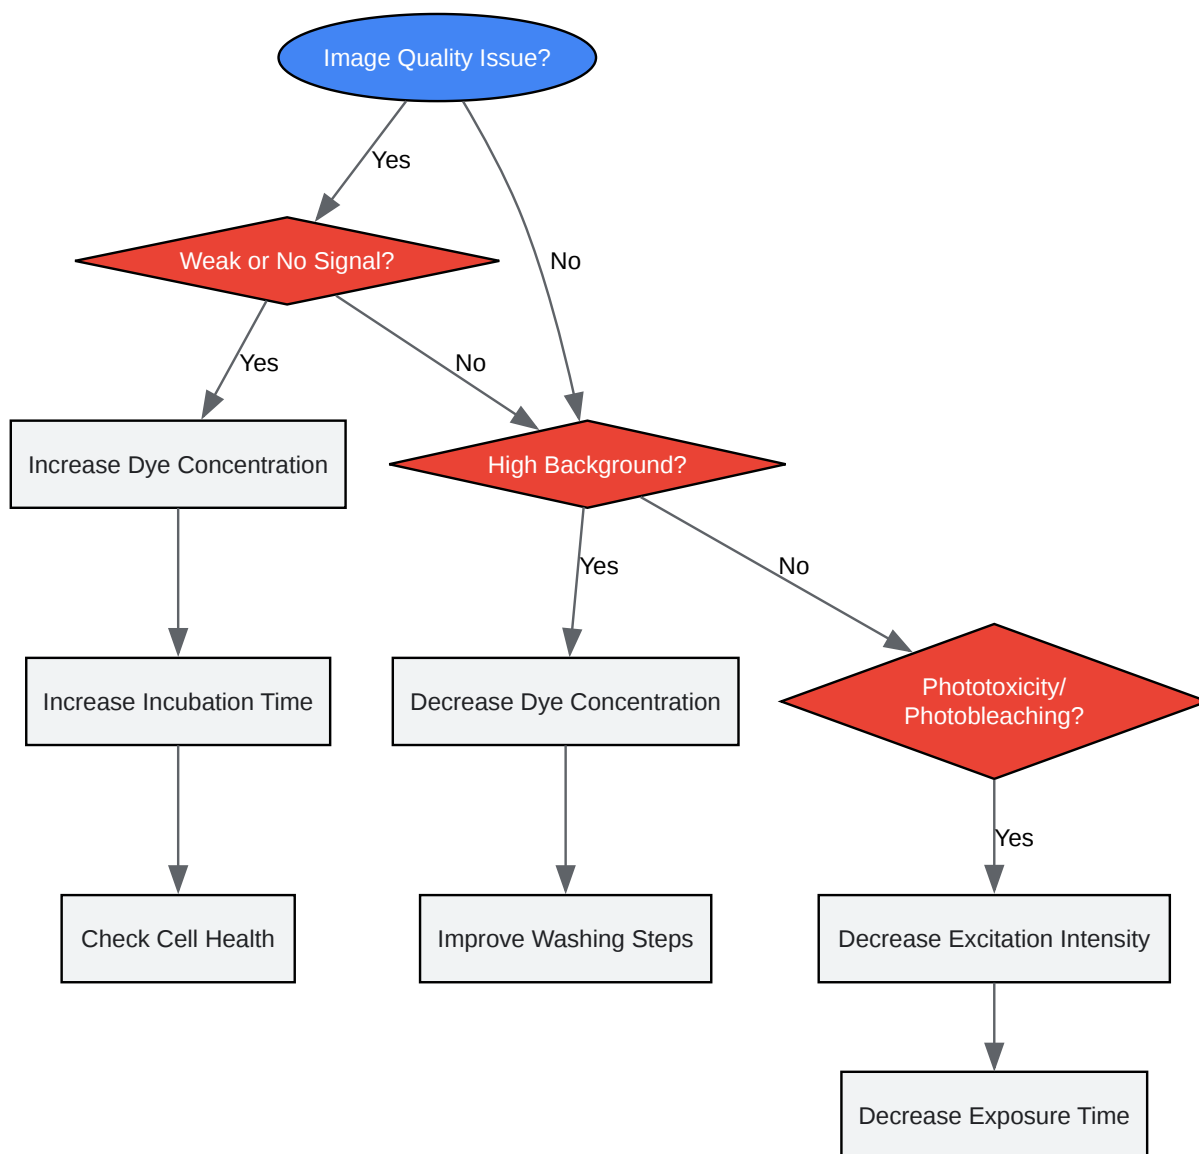 Image Quality Issue?
Yes
No
Weak or No Signal?
Yes
No
Increase Dye Concentration
High Background?
Yes
No
Increase Incubation Time
Decrease Dye Concentration
Phototoxicity/
Photobleaching?
Yes
Check Cell Health
Improve Washing Steps
Decrease Excitation Intensity
Decrease Exposure Time